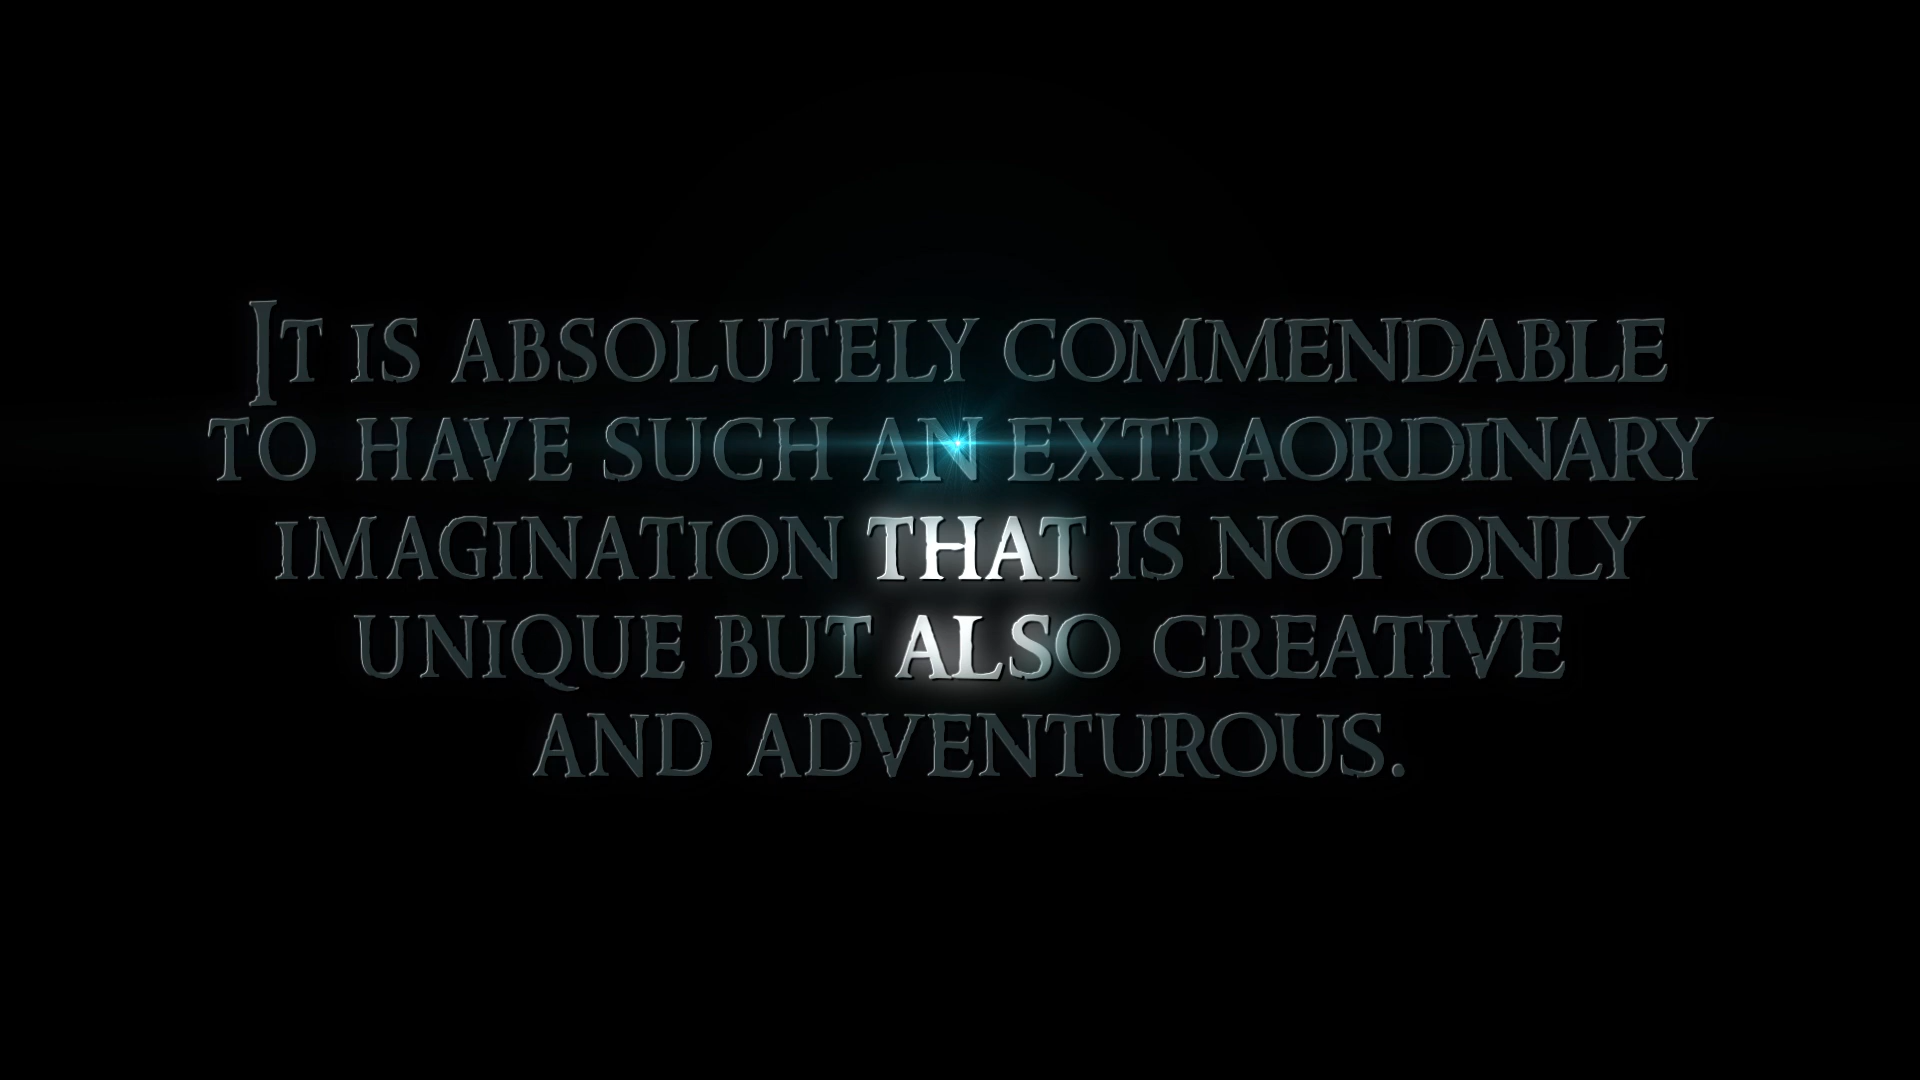 It is absolutely commendable
to have such an extraordinary
imagination that is not only
unique but also creative
and adventurous.